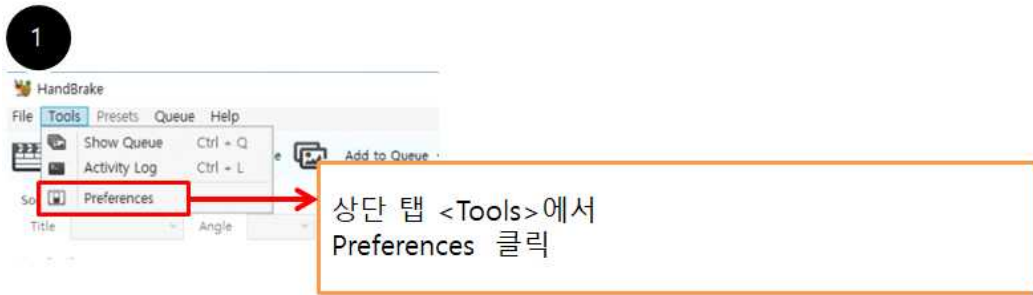 1
HandBrake
File Tools Presets Queue Help
Show Queue Ctrl + Q
Add to Queue
Activity Log Ctrl + L
Preferences
Title Angle
상단 탭 <Tools>에서
Preferences 클릭